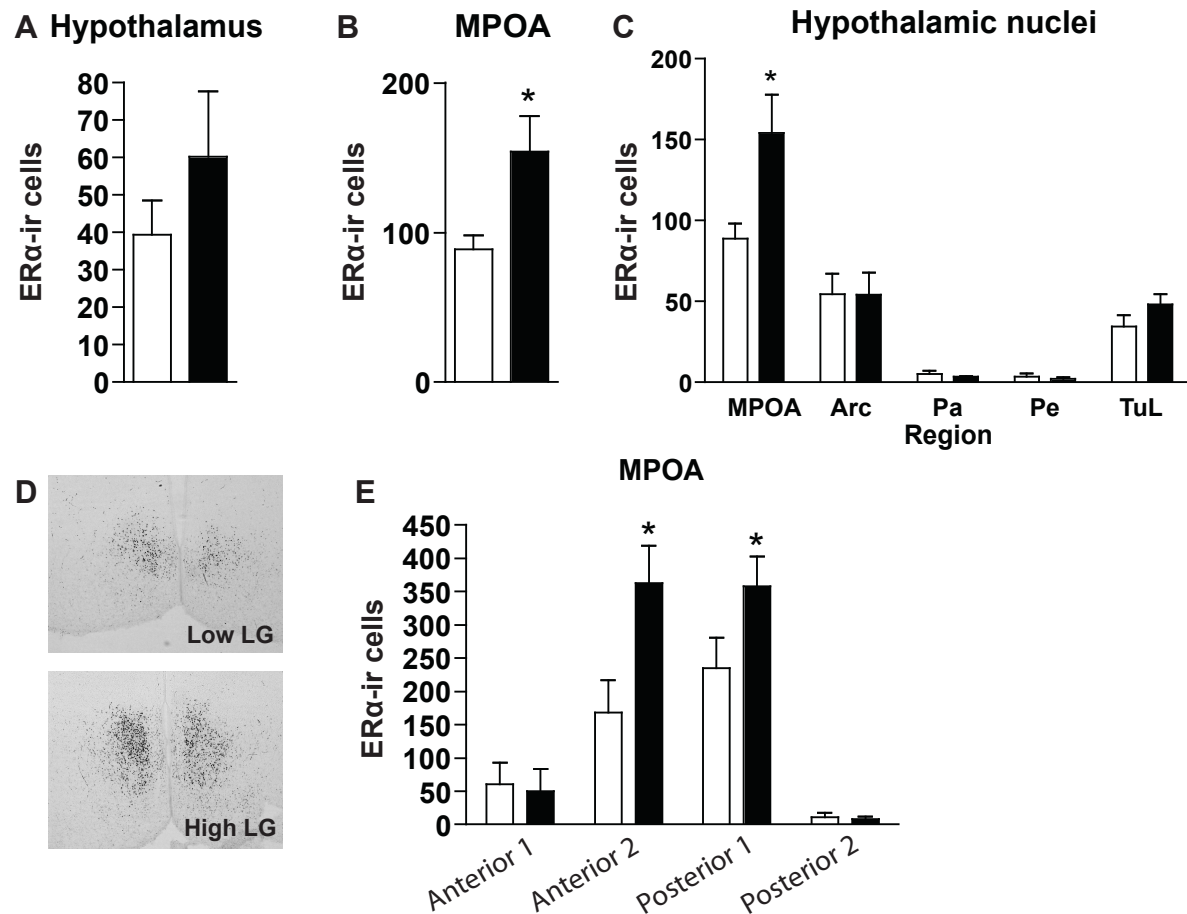 A Hypothalamus
ERα-ir cells
80
70
60
50
40
30
20
10
0
B MPOA
ERα-ir cells
200
*
100
0
C Hypothalamic nuclei
ERα-ir cells
200
*
150
100
50
0
MPOA Arc Pa Pe TuL
Region
D
Low LG
High LG
E MPOA
ERα-ir cells
450
* *
400
350
300
250
200
150
100
50
0
Anterior 1
Anterior 2
Posterior 1
Posterior 2